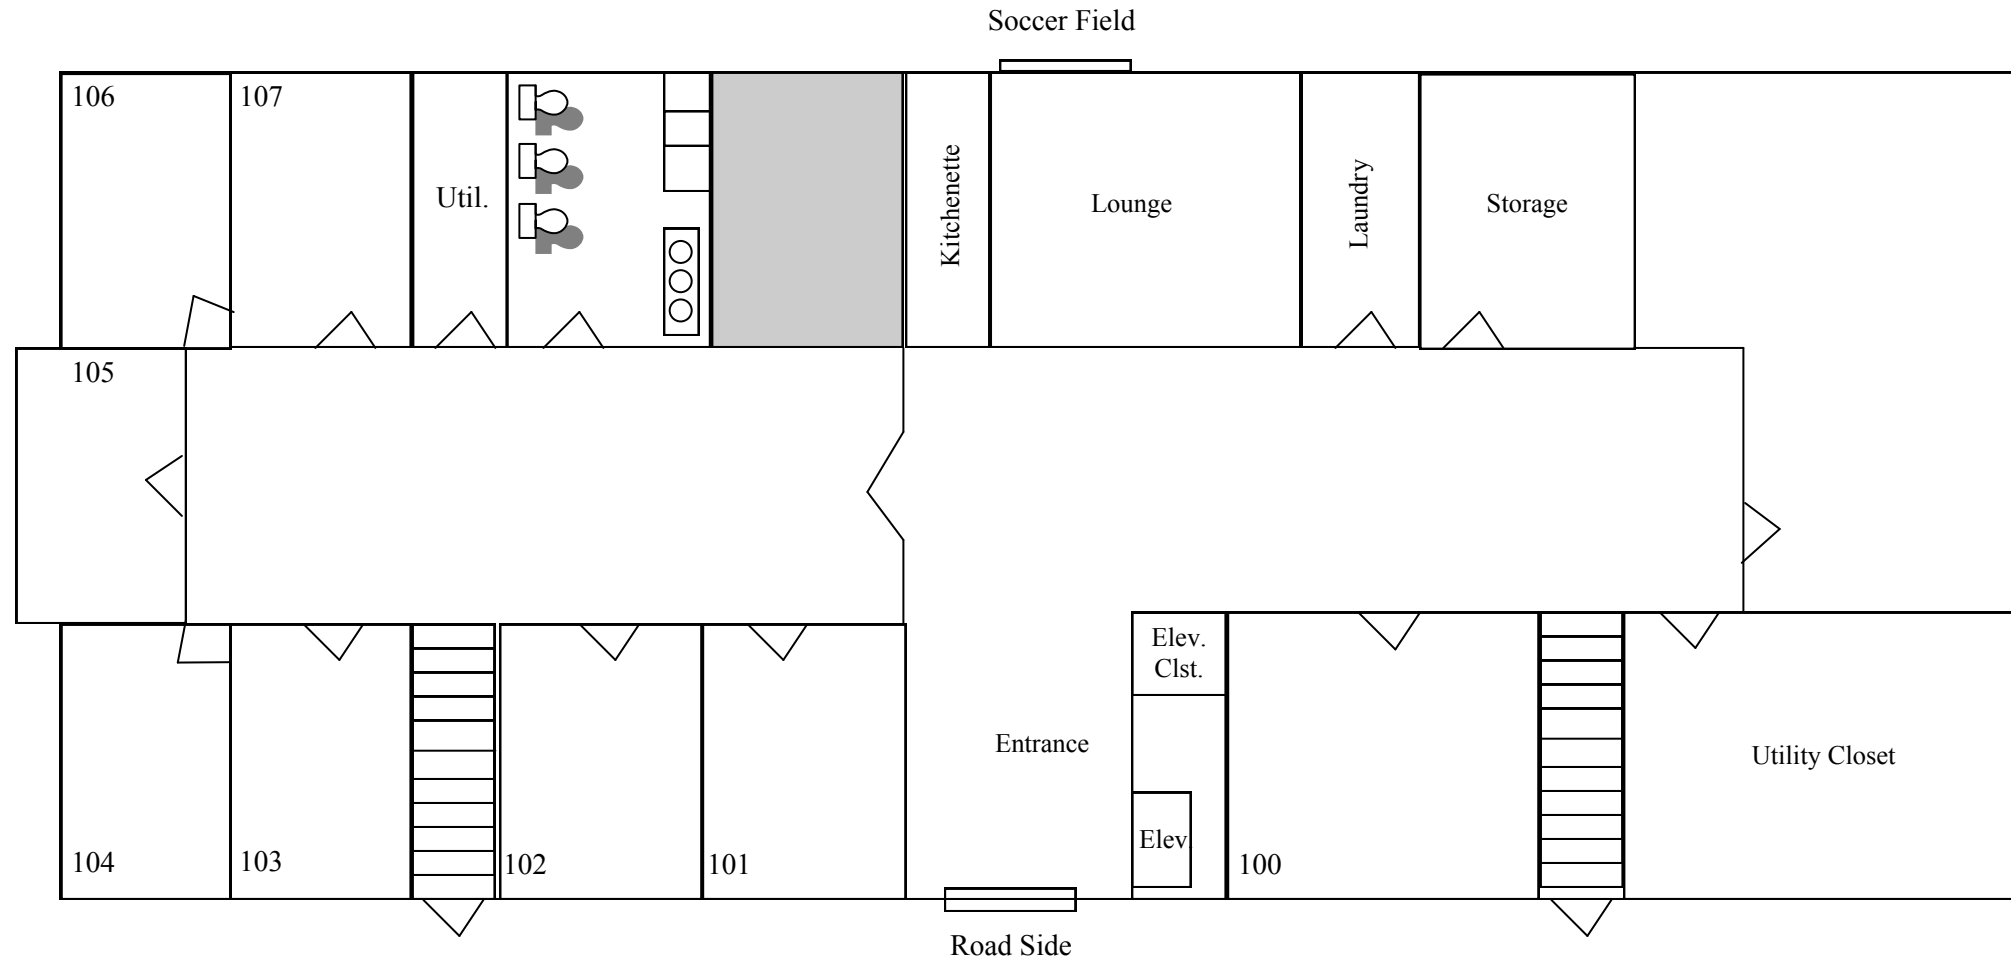 Soccer Field
106
107
Util.
Kitchenette
Lounge
Laundry
Storage
105
Elev.
Clst.
Entrance
Utility Closet
Elev.
104
103
102
101
100
Road Side